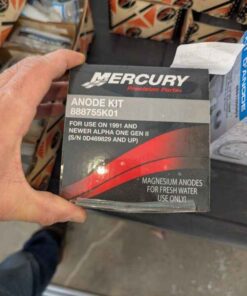 MERCURY
Precision Parts
ANODE KIT
888755K01
FOR USE ON 1991 AND
NEWER ALPHA ONE GEN II
(S/N 0D469829 AND UP)
MAGNESIUM ANODES
FOR FRESH WATER
USE ONLY!